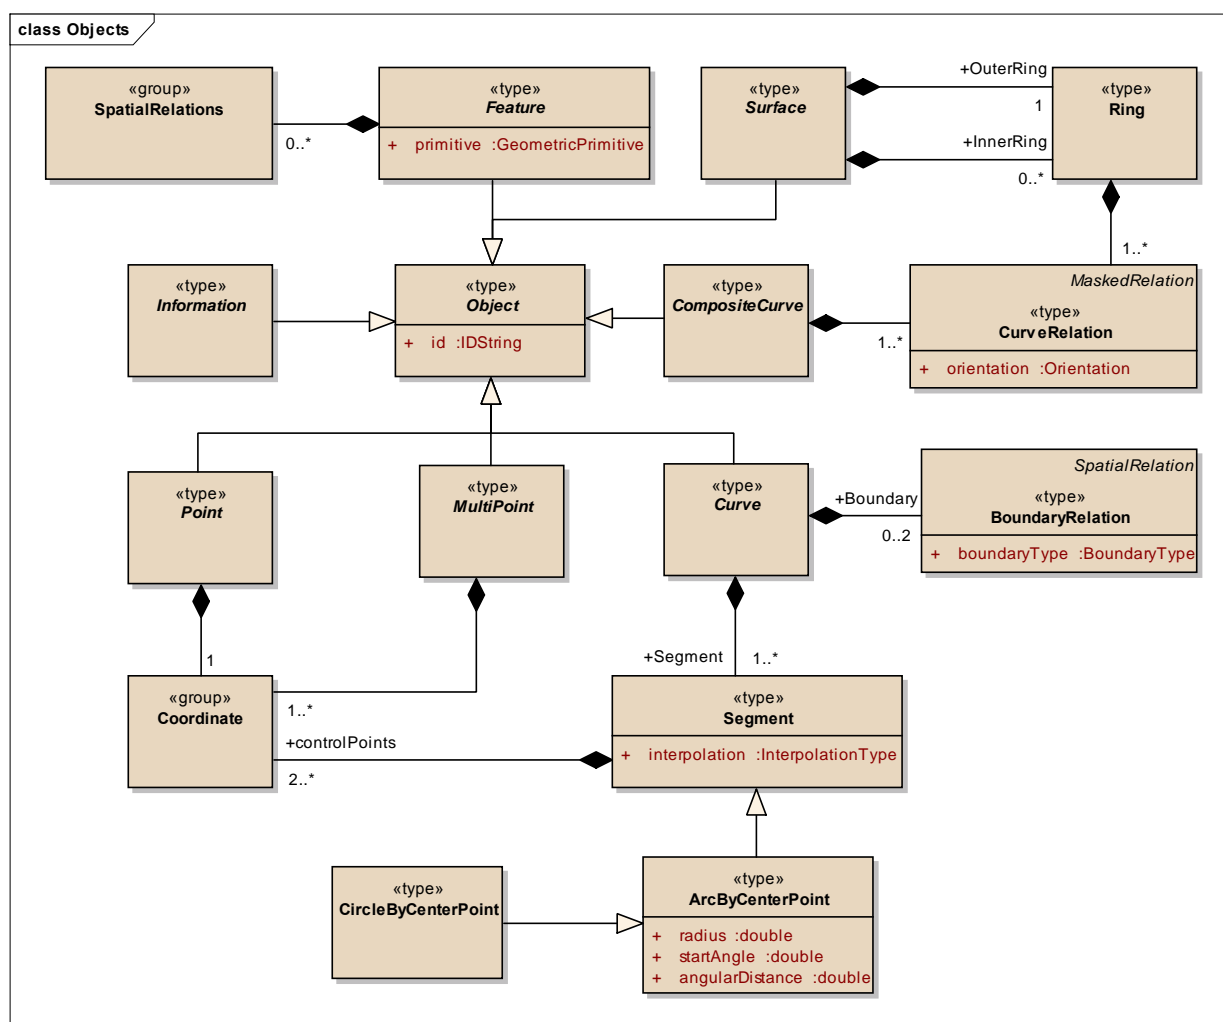 class Objects
«group»
SpatialRelations
0..*
«type»
Feature
+ primitive :GeometricPrimitive
«type»
Surface
+OuterRing
1
+InnerRing
0..*
«type»
Ring
1..*
«type»
Information
«type»
Object
+ id :IDString
«type»
CompositeCurve
1..*
MaskedRelation
«type»
CurveRelation
+ orientation :Orientation
«type»
Point
«type»
MultiPoint
«type»
Curve
+Boundary
0..2
SpatialRelation
«type»
BoundaryRelation
+ boundaryType :BoundaryType
1
1..*
+Segment
1..*
«group»
Coordinate
+controlPoints
2..*
«type»
Segment
+ interpolation :InterpolationType
«type»
CircleByCenterPoint
«type»
ArcByCenterPoint
+ radius :double
+ startAngle :double
+ angularDistance :double